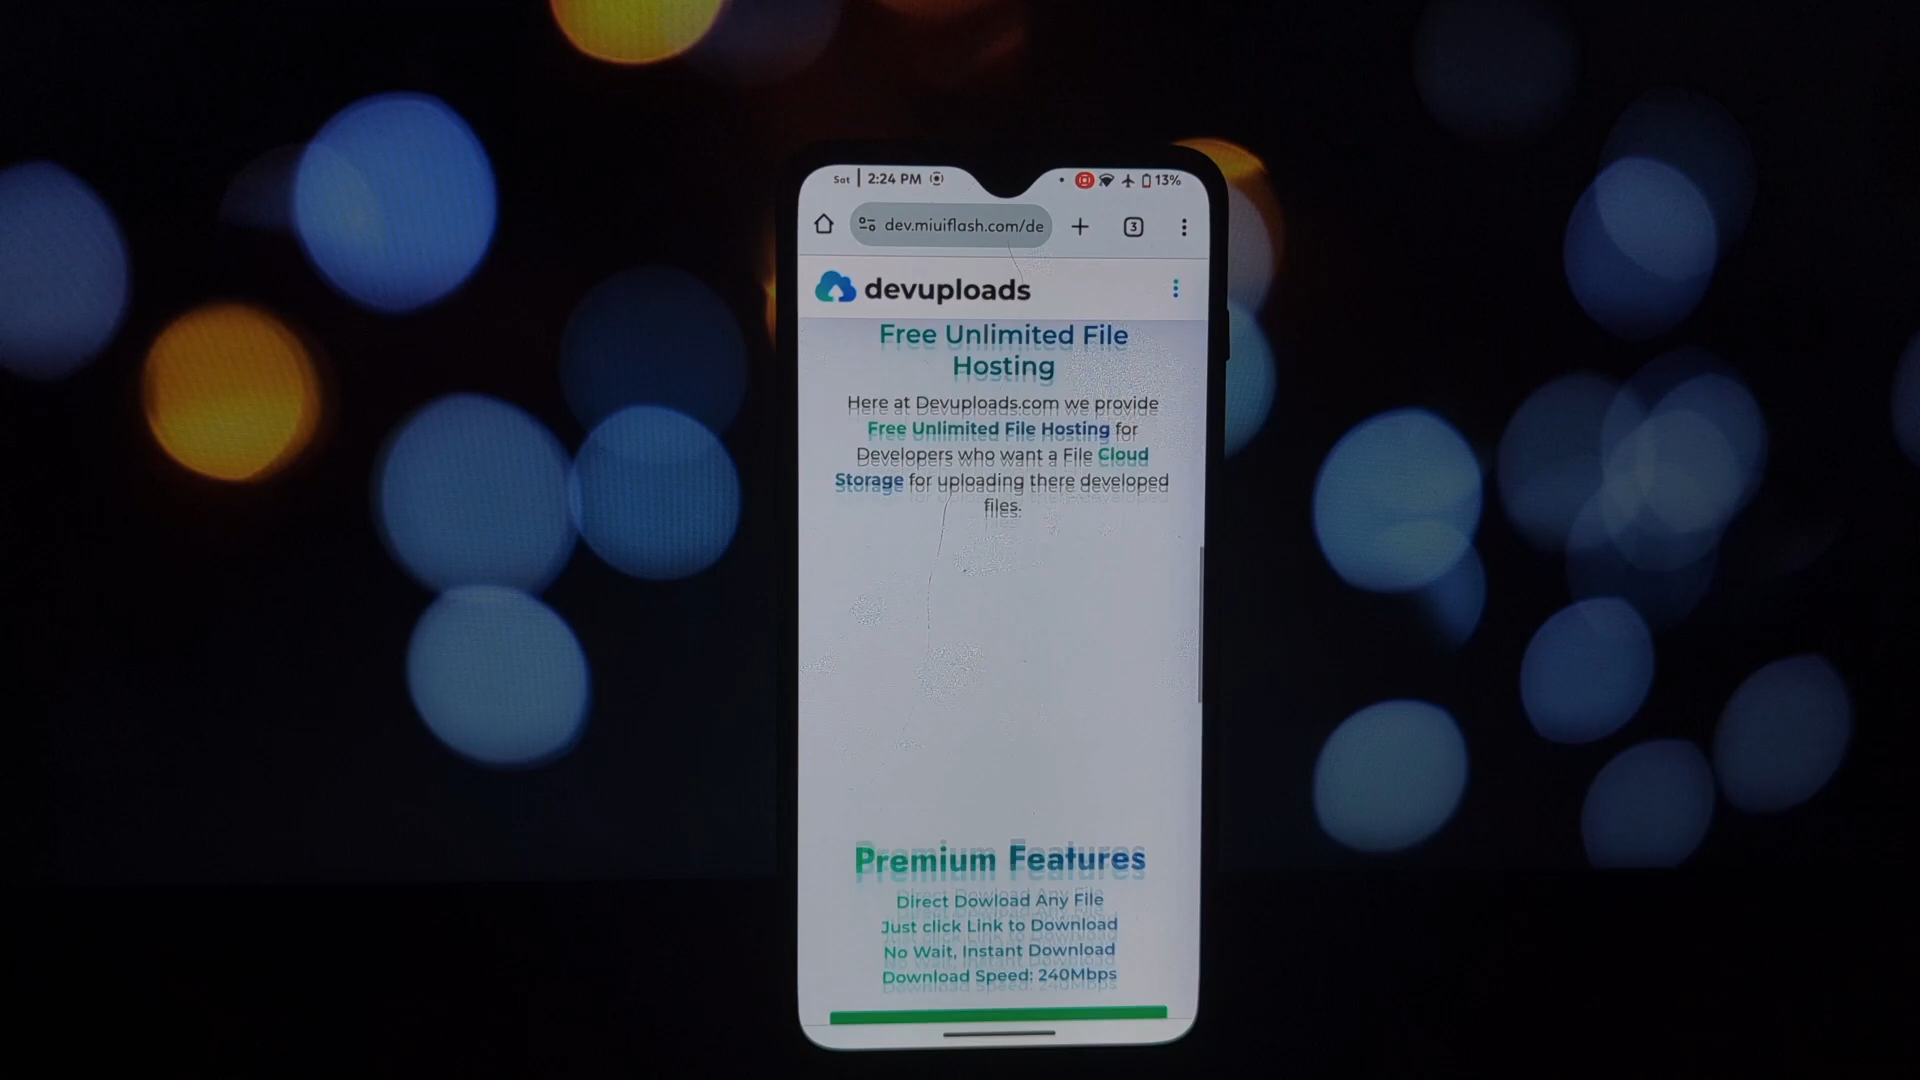 Sat | 2:24 PM 13%
dev.miuiflash.com/de
3
devuploads
Free Unlimited File
Hosting
Here at Devuploads.com we provide
Free Unlimited File Hosting for
Developers who want a File Cloud
Storage for uploading there developed
files.
Premium Features
Direct Dowload Any File
Just click Link to Download
No Wait, Instant Download
Download Speed: 240Mbps